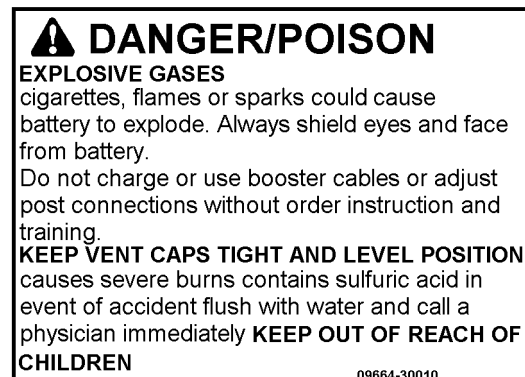 DANGER/POISON
EXPLOSIVE GASES
cigarettes, flames or sparks could cause
battery to explode. Always shield eyes and face
from battery.
Do not charge or use booster cables or adjust
post connections without order instruction and
training.
KEEP VENT CAPS TIGHT AND LEVEL POSITION
causes severe burns contains sulfuric acid in
event of accident flush with water and call a
physician immediately KEEP OUT OF REACH OF
CHILDREN
09664-30010